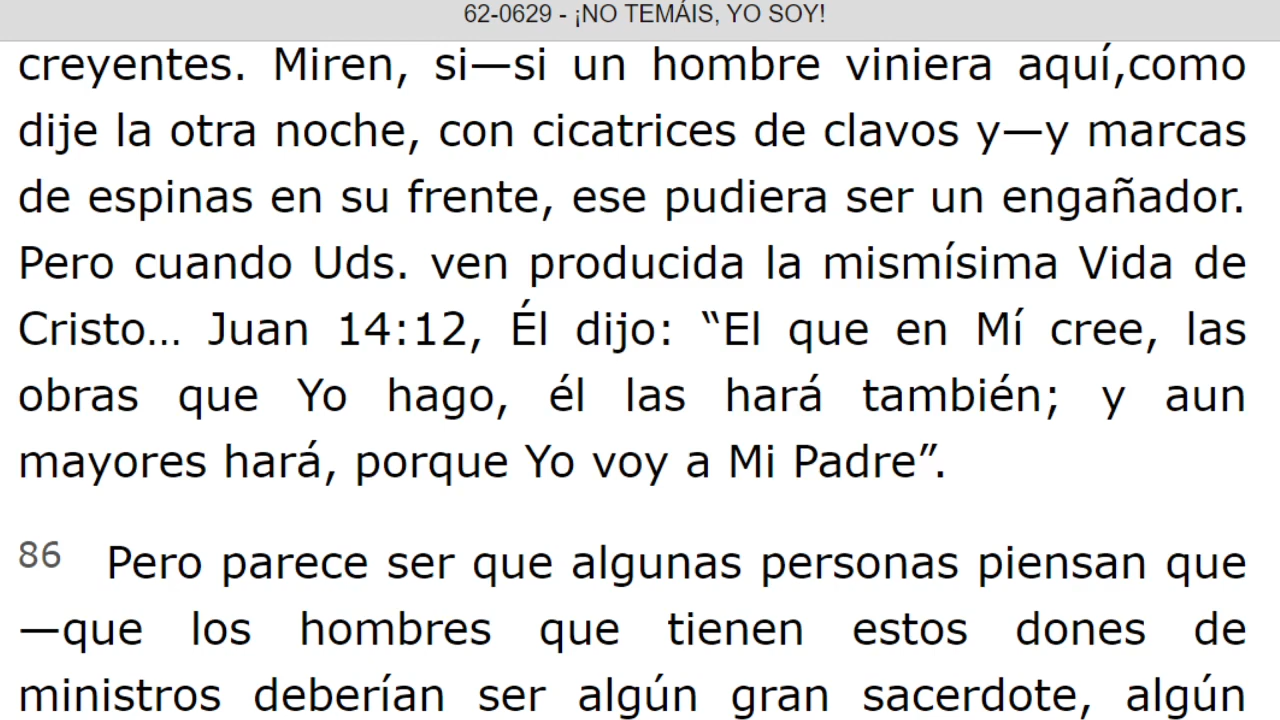 62-0629 - ¡NO TEMÁIS, YO SOY!
creyentes. Miren, si—si un hombre viniera aquí,como
dije la otra noche, con cicatrices de clavos y—y marcas
de espinas en su frente, ese pudiera ser un engañador.
Pero cuando Uds. ven producida la mismísima Vida de
Cristo… Juan 14:12, Él dijo: “El que en Mí cree, las
obras que Yo hago, él las hará también; y aun
mayores hará, porque Yo voy a Mi Padre”.
86 Pero parece ser que algunas personas piensan que
—que los hombres que tienen estos dones de
ministros deberían ser algún gran sacerdote, algún